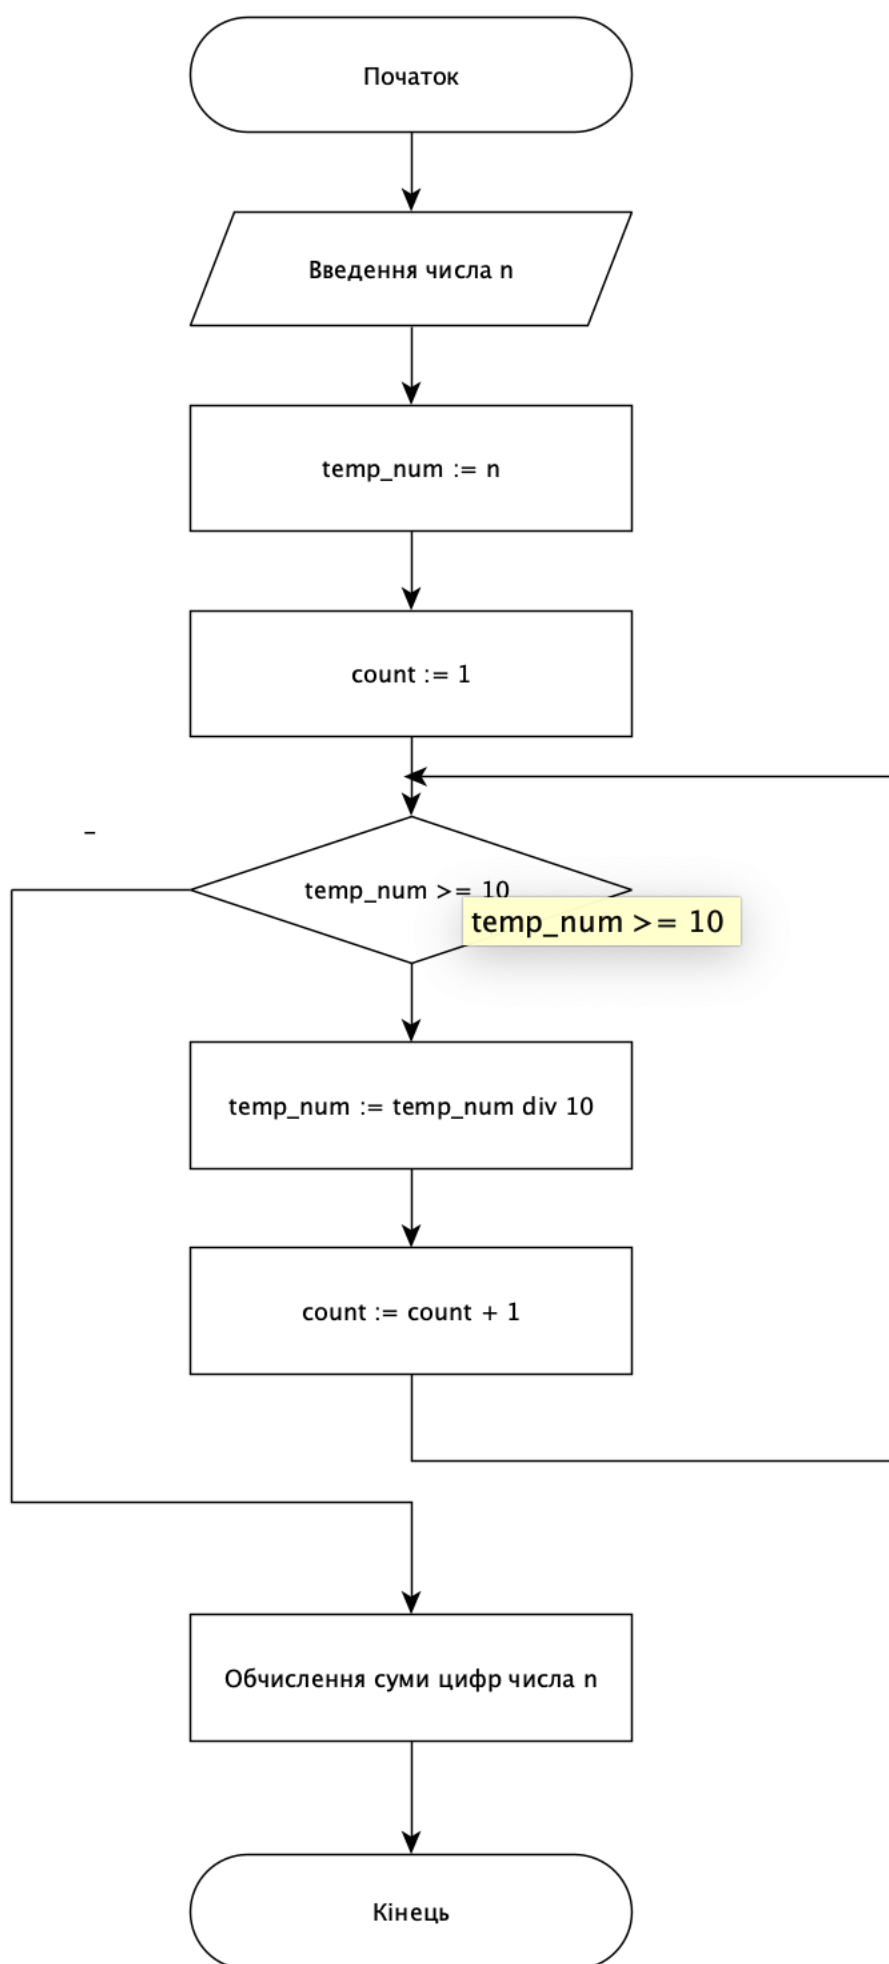 Початок
Введення числа n
temp_num := n
count := 1
–
temp_num >= 10
temp_num >= 10
temp_num := temp_num div 10
count := count + 1
Обчислення суми цифр числа n
Кінець